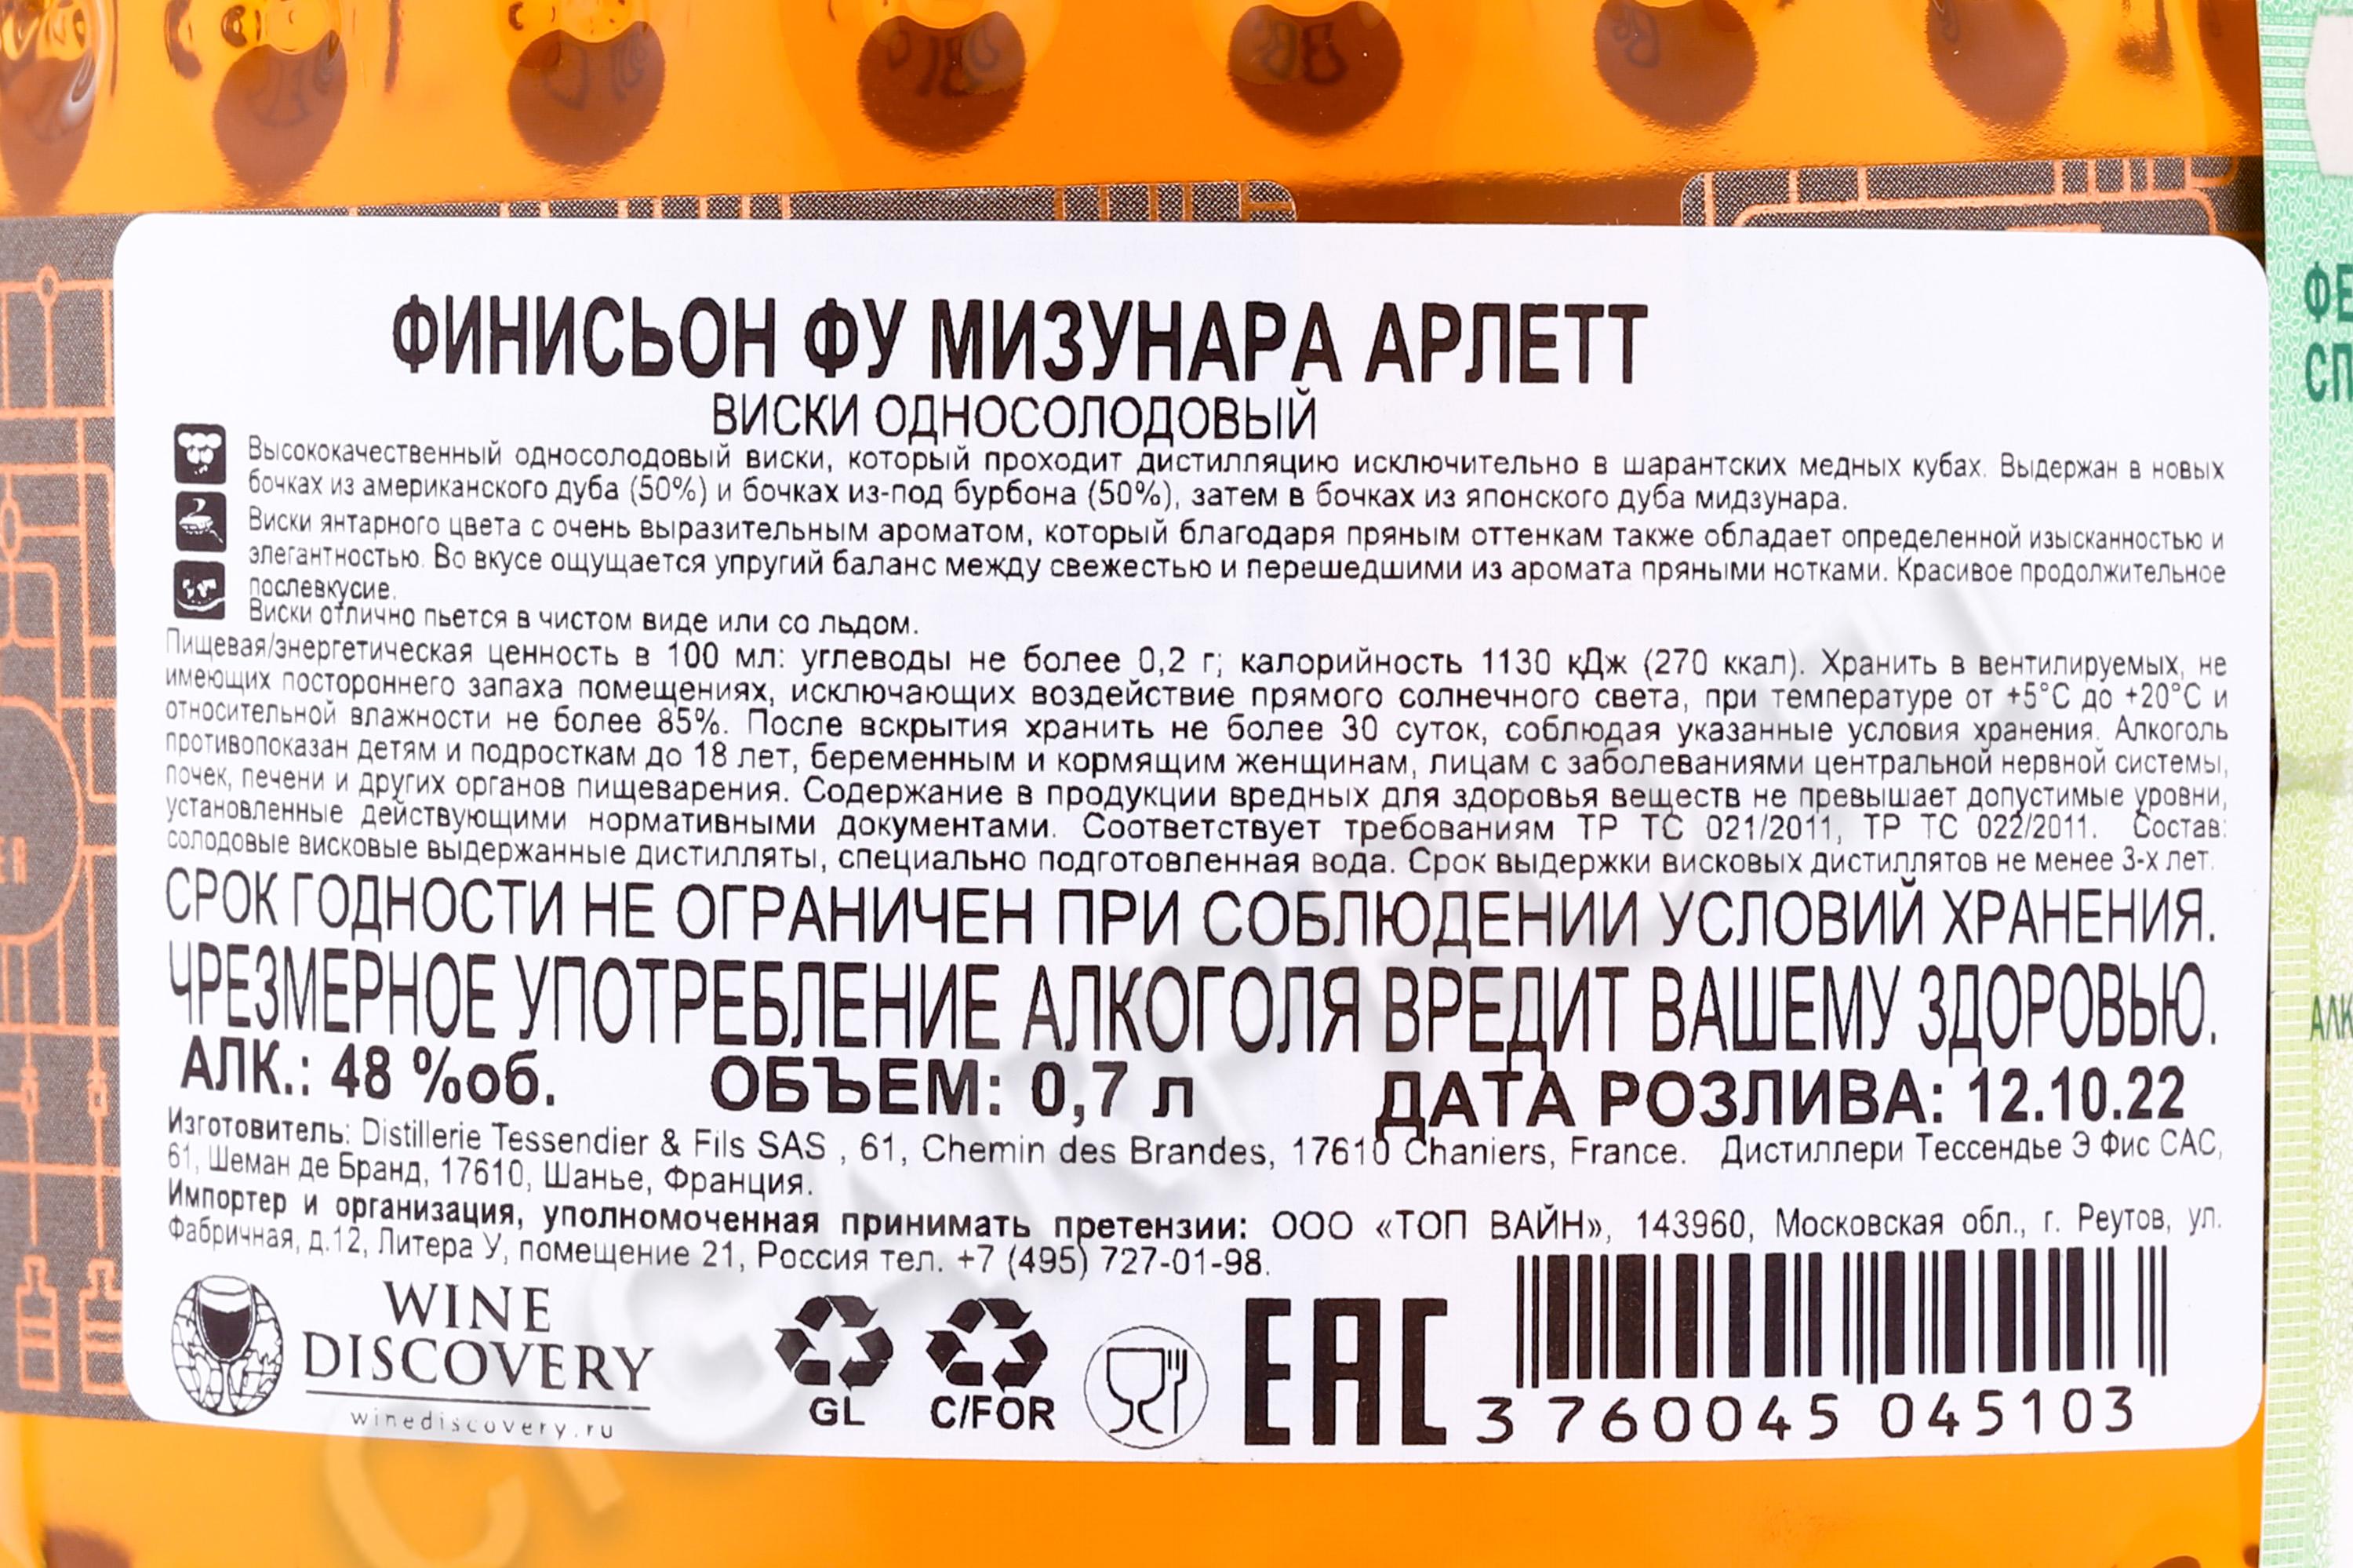 ФИНИСЬОН ФУ МИЗУНАРА АРЛЕТТ
ВИСКИ ОДНОСОЛОДОВЫЙ
Высококачественный односолодовый виски, который проходит дистилляцию исключительно в шарантских медных кубах. Выдержан в новых
бочках из американского дуба (50%) и бочках из-под бурбона (50%), затем в бочках из японского дуба мидзунара.
Виски янтарного цвета с очень выразительным ароматом, который благодаря пряным оттенкам также обладает определенной изысканностью и
элегантностью. Во вкусе ощущается упругий баланс между свежестью и перешедшими из аромата пряными нотками. Красивое продолжительное
послевкусие.
Виски отлично пьется в чистом виде или со льдом.
Пищевая/энергетическая ценность в 100 мл: углеводы не более 0,2 г; калорийность 1130 кДж (270 ккал). Хранить в вентилируемых, не
имеющих постороннего запаха помещениях, исключающих воздействие прямого солнечного света, при температуре от +5°C до +20°C и
относительной влажности не более 85%. После вскрытия хранить не более 30 суток, соблюдая указанные условия хранения. Алкоголь
противопоказан детям и подросткам до 18 лет, беременным и кормящим женщинам, лицам с заболеваниями центральной нервной системы,
почек, печени и других органов пищеварения. Содержание в продукции вредных для здоровья веществ не превышает допустимые уровни,
установленные действующими нормативными документами. Соответствует требованиям ТР ТС 021/2011, ТР ТС 022/2011. Состав:
солодовые висковые выдержанные дистилляты, специально подготовленная вода. Срок выдержки висковых дистиллятов не менее 3-х лет.
СРОК ГОДНОСТИ НЕ ОГРАНИЧЕН ПРИ СОБЛЮДЕНИИ УСЛОВИЙ ХРАНЕНИЯ.
ЧРЕЗМЕРНОЕ УПОТРЕБЛЕНИЕ АЛКОГОЛЯ ВРЕДИТ ВАШЕМУ ЗДОРОВЬЮ.
АЛК.: 48 %об. ОБЪЕМ: 0,7 л ДАТА РОЗЛИВА: 12.10.22
Изготовитель: Distillerie Tessendier & Fils SAS , 61, Chemin des Brandes, 17610 Chaniers, France. Дистиллери Тессендье Э Фис САС,
61, Шеман де Бранд, 17610, Шанье, Франция.
Импортер и организация, уполномоченная принимать претензии: ООО «ТОП ВАЙН», 143960, Московская обл., г. Реутов, ул.
Фабричная, д.12, Литера У, помещение 21, Россия тел. +7 (495) 727-01-98.
WINE
DISCOVERY
winediscovery.ru
GL
C/FOR
EAC
3 760045 045103
ФЕ
СП
АЛК
ER